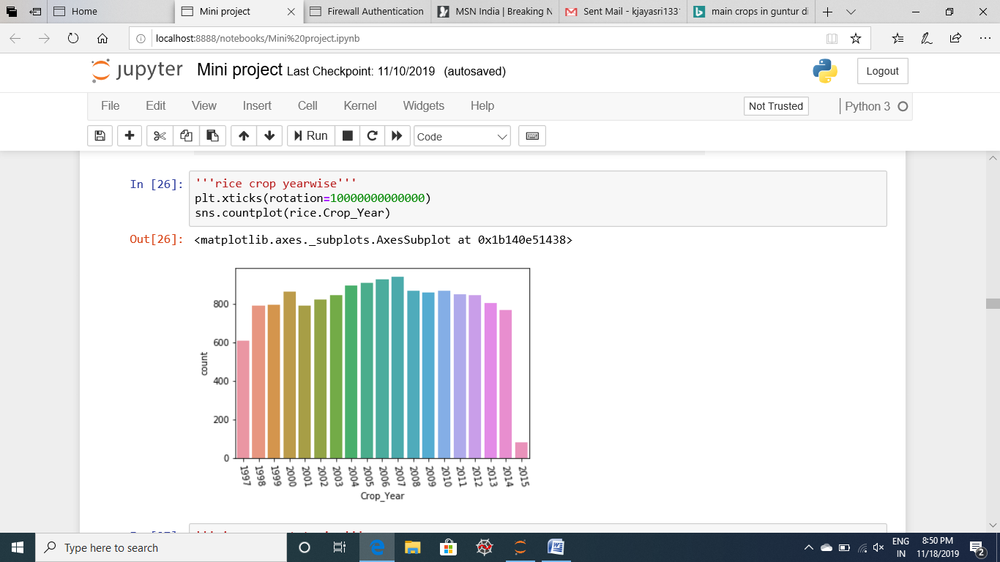 Home
Mini project
Firewall Authentication
MSN India | Breaking N
Sent Mail - kjayasri133
main crops in guntur di
localhost:8888/notebooks/Mini%20project.ipynb
jupyter Mini project Last Checkpoint: 11/10/2019 (autosaved)
Logout
File Edit View Insert Cell Kernel Widgets Help
Not Trusted
Python 3
Run
Code
In [26]: '''rice crop yearwise'''
plt.xticks(rotation=10000000000000)
sns.countplot(rice.Crop_Year)
Out[26]: <matplotlib.axes._subplots.AxesSubplot at 0x1b140e51438>
800
600
400
200
0
count
1997 1998 1999 2000 2001 2002 2003 2004 2005 2006 2007 2008 2009 2010 2011 2012 2013 2014 2015
Crop_Year
Type here to search
ENG
IN
8:50 PM
11/18/2019
2